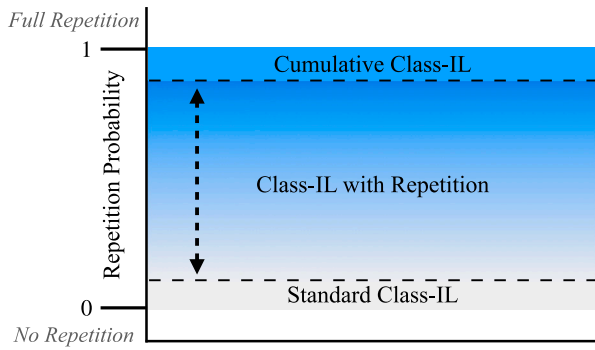 Full Repetition
1
Cumulative Class-IL
Repetition Probability
Class-IL with Repetition
Standard Class-IL
0
No Repetition